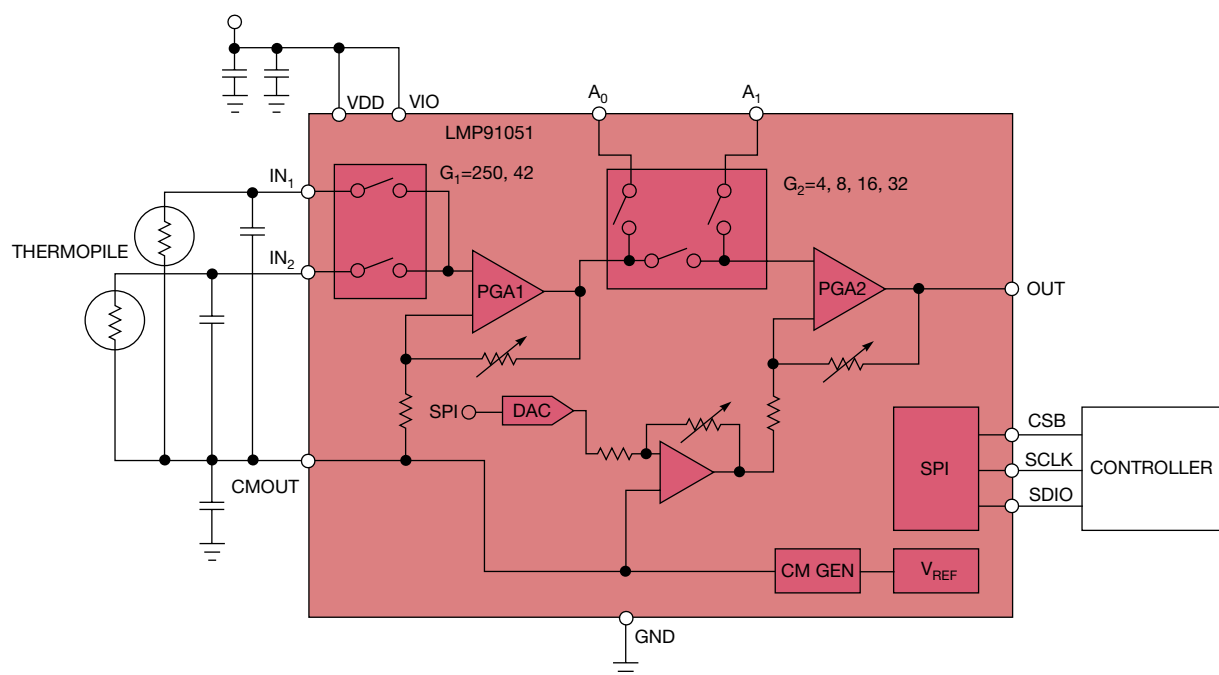 VDD
VIO
A0
A1
LMP91051
IN1
G1=250, 42
G2=4, 8, 16, 32
THERMOPILE
IN2
PGA1
PGA2
OUT
SPI
DAC
CSB
SPI
SCLK
CONTROLLER
CMOUT
SDIO
CM GEN
VREF
GND